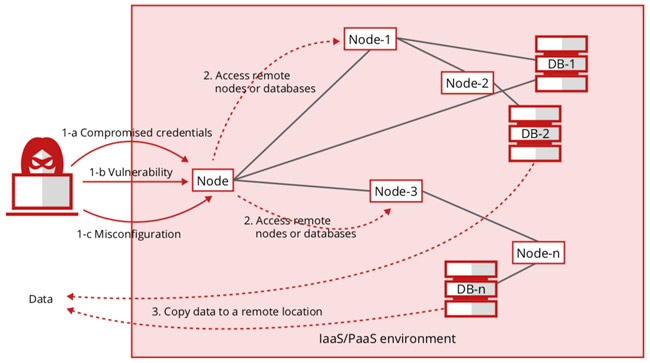 Node-1
DB-1
2. Access remote
nodes or databases
Node-2
DB-2
1-a Compromised credentials
1-b Vulnerability
Node
Node-3
1-c Misconfiguration
2. Access remote
nodes or databases
Node-n
DB-n
Data
3. Copy data to a remote location
IaaS/PaaS environment